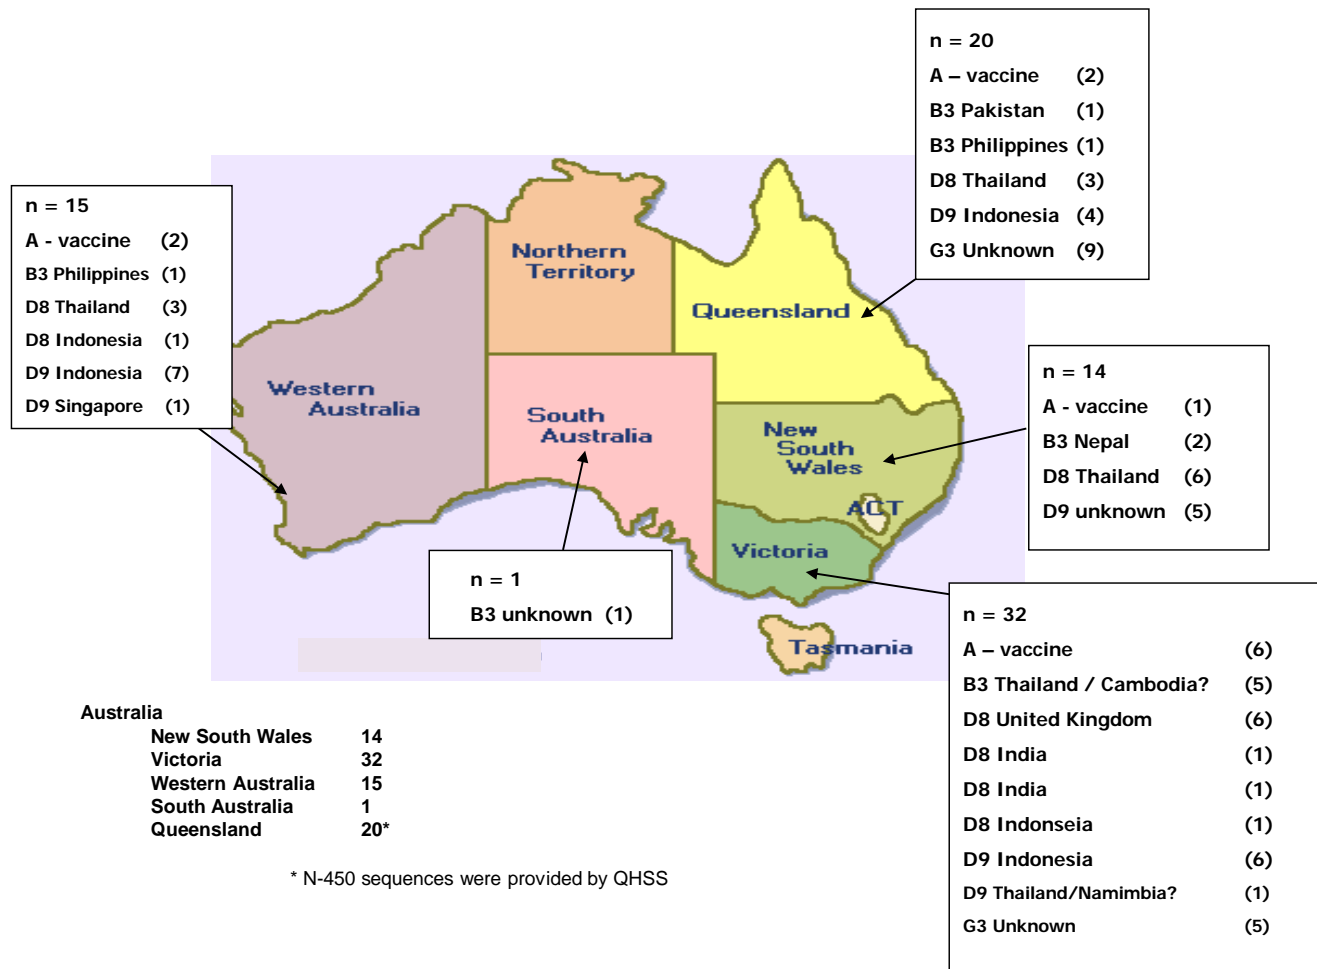 n = 20
A – vaccine (2)
B3 Pakistan (1)
B3 Philippines (1)
D8 Thailand (3)
D9 Indonesia (4)
G3 Unknown (9)
n = 15
A - vaccine (2)
B3 Philippines (1)
D8 Thailand (3)
D8 Indonesia (1)
D9 Indonesia (7)
D9 Singapore (1)
Northern
Territory
Queensland
Western
Australia
South
Australia
New
South
Wales
ACT
Victoria
Tasmania
n = 14
A - vaccine (1)
B3 Nepal (2)
D8 Thailand (6)
D9 unknown (5)
n = 1
B3 unknown (1)
n = 32
A – vaccine (6)
B3 Thailand / Cambodia? (5)
D8 United Kingdom (6)
D8 India (1)
D8 India (1)
D8 Indonseia (1)
D9 Indonesia (6)
D9 Thailand/Namimbia? (1)
G3 Unknown (5)
Australia
New South Wales 14
Victoria 32
Western Australia 15
South Australia 1
Queensland 20*
* N-450 sequences were provided by QHSS